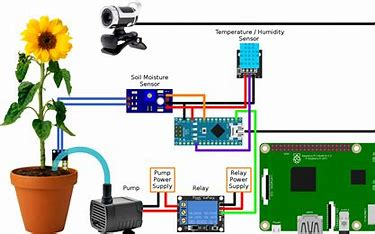 Temperature / Humidity
Sensor
Soil Moisture
Sensor
Pump
Pump
Power
Supply
Relay
Relay
Power
Supply